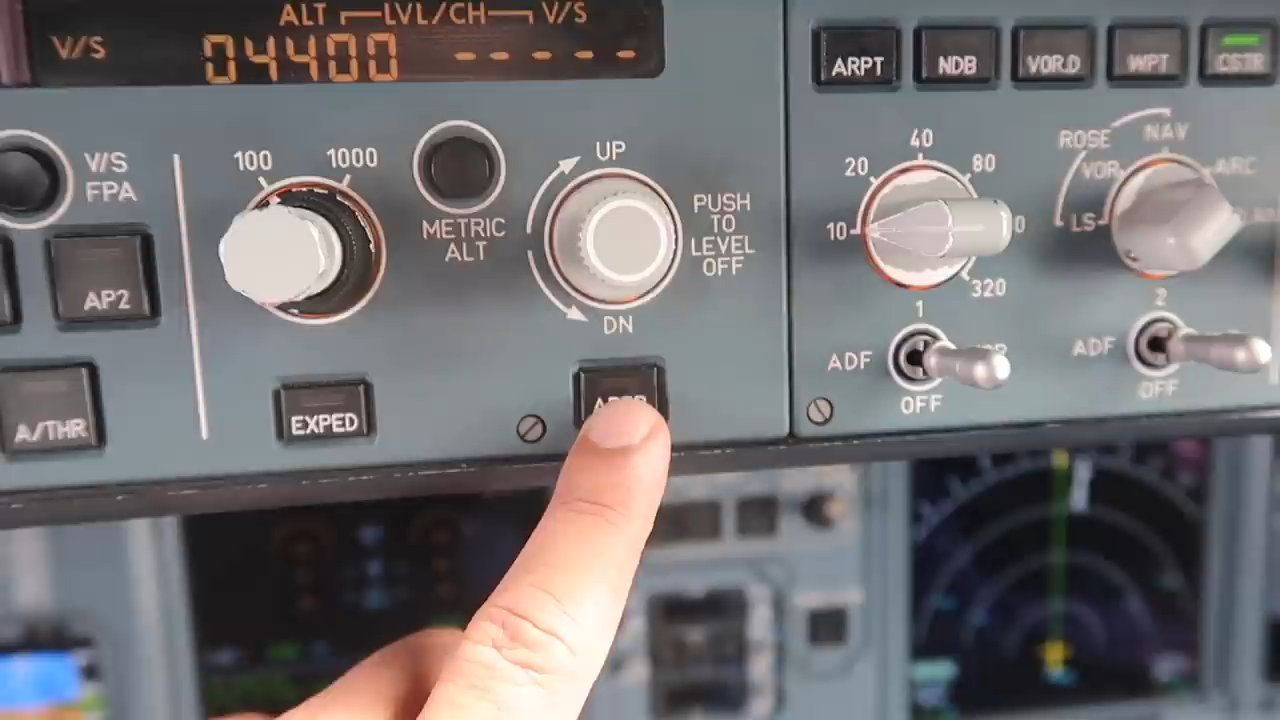 ALT LVL/CH V/S
V/S 04400 -----
ARPT NDB VOR.D WPT CSTR
V/S
FPA
100 1000
METRIC
ALT
UP
PUSH
TO
LEVEL
OFF
DN
AP2
A/THR
EXPED
10 20 40 80 320
ROSE NAV
VOR ARC
LS
1
ADF
OFF
2
ADF
OFF